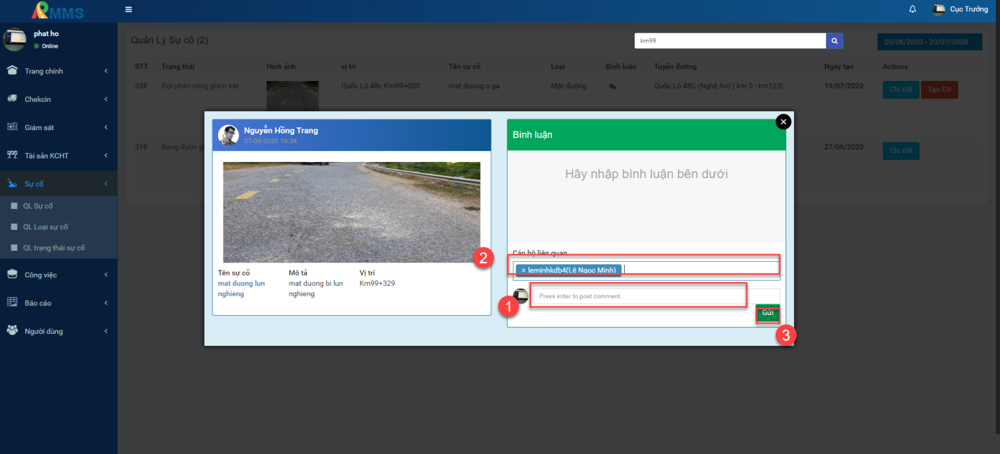 RMMS
Cục Trưởng
phat ho
Online
Trang chính
Chekcin
Giám sát
Tài sản KCHT
Sự cố
QL Sự cố
QL Loại sự cố
QL trạng thái sự cố
Công việc
Báo cáo
Người dùng
Quản Lý Sự cố (2)
km99
20/06/2020 - 20/07/2020
STT Trạng thái Hình ảnh vị trí Tên sự cố Loại Bình luận Tuyến đường Ngày tạo Actions
338 Đợi phân công giám sát Quốc Lộ 48c Km99+000 mat duong o ga Mặt đường Quốc Lộ 48C (Nghệ An) ( km 0 - km123) 19/07/2020 Chi tiết Tạo CV
319 Đang được gi 27/06/2020 Chi tiết
Nguyễn Hồng Trang
27-06-2020 16:34
Tên sự cố Mô tả Vị trí
mat duong lun mat duong bi lun Km99+329
nghieng nghieng
2
Bình luận
×
Hãy nhập bình luận bên dưới
Cán bộ liên quan
× leminhkdb4(Lê Ngọc Minh)
1
Press enter to post comment
Gửi
3